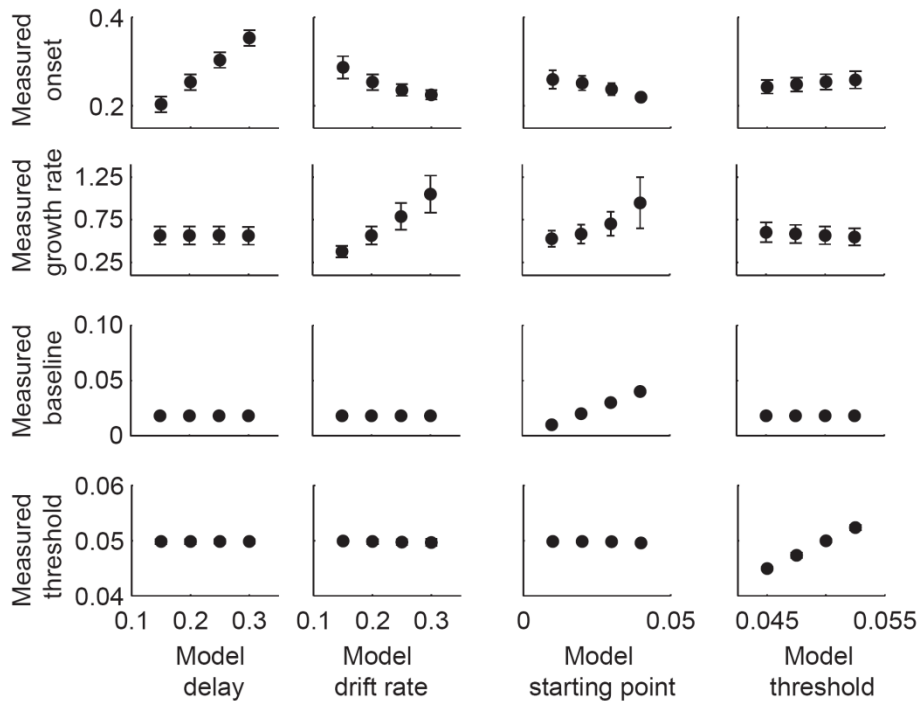 Measured
onset
0.4
0.2
Measured
growth rate
1.25
0.75
0.25
Measured
baseline
0.10
0.05
0
Measured
threshold
0.06
0.05
0.04
0.1 0.2 0.3
0.1 0.2 0.3
0 0.05
0.045 0.055
Model
delay
Model
drift rate
Model
starting point
Model
threshold